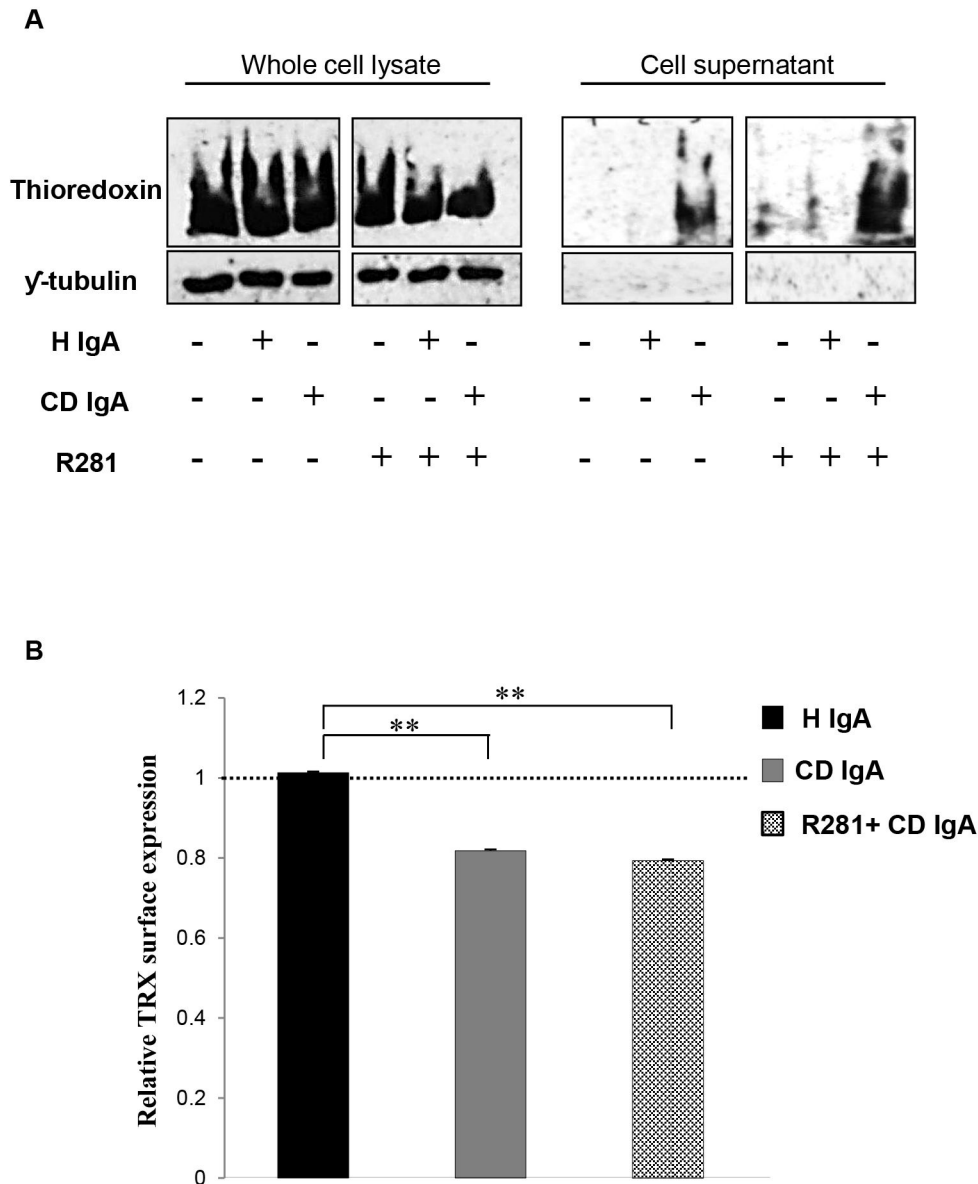 A
Whole cell lysate Cell supernatant
Thioredoxin
ƴ-tubulin
H IgA - + - - + - - + - - + -
CD IgA - - + - - + - - + - - +
R281 - - - + + + - - - + + +
B
1.2
1
0.8
0.6
0.4
0.2
0
Relative TRX surface expression
**
**
H IgA
CD IgA
R281+ CD IgA